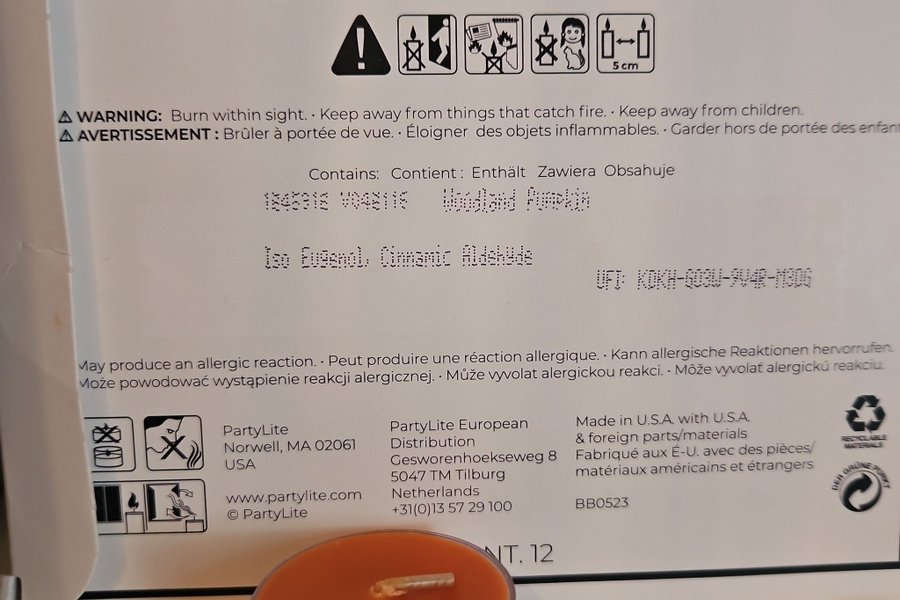 5 cm
⚠ WARNING: Burn within sight. · Keep away from things that catch fire. · Keep away from children.
⚠ AVERTISSEMENT : Brûler à portée de vue. · Éloigner des objets inflammables. · Garder hors de portée des enfant
Contains: Contient : Enthält Zawiera Obsahuje
1845918 V048116 Woodland Pumpkin
Iso Eugenol, Cinnamic Aldehyde
UFI: KDKH-G03W-9V4R-M3DG
May produce an allergic reaction. · Peut produire une réaction allergique. · Kann allergische Reaktionen hervorrufen.
Może powodować wystąpienie reakcji alergicznej. · Může vyvolat alergickou reakci. · Môže vyvolať alergickú reakciu.
PartyLite
Norwell, MA 02061
USA
www.partylite.com
© PartyLite
PartyLite European
Distribution
Gesworenhoekseweg 8
5047 TM Tilburg
Netherlands
+31(0)13 57 29 100
Made in U.S.A. with U.S.A.
& foreign parts/materials
Fabriqué aux É-U. avec des pièces/
matériaux américains et étrangers
BB0523
RECYCLABLE
MATERIALS
DER GRÜNE PUNKT
NT. 12